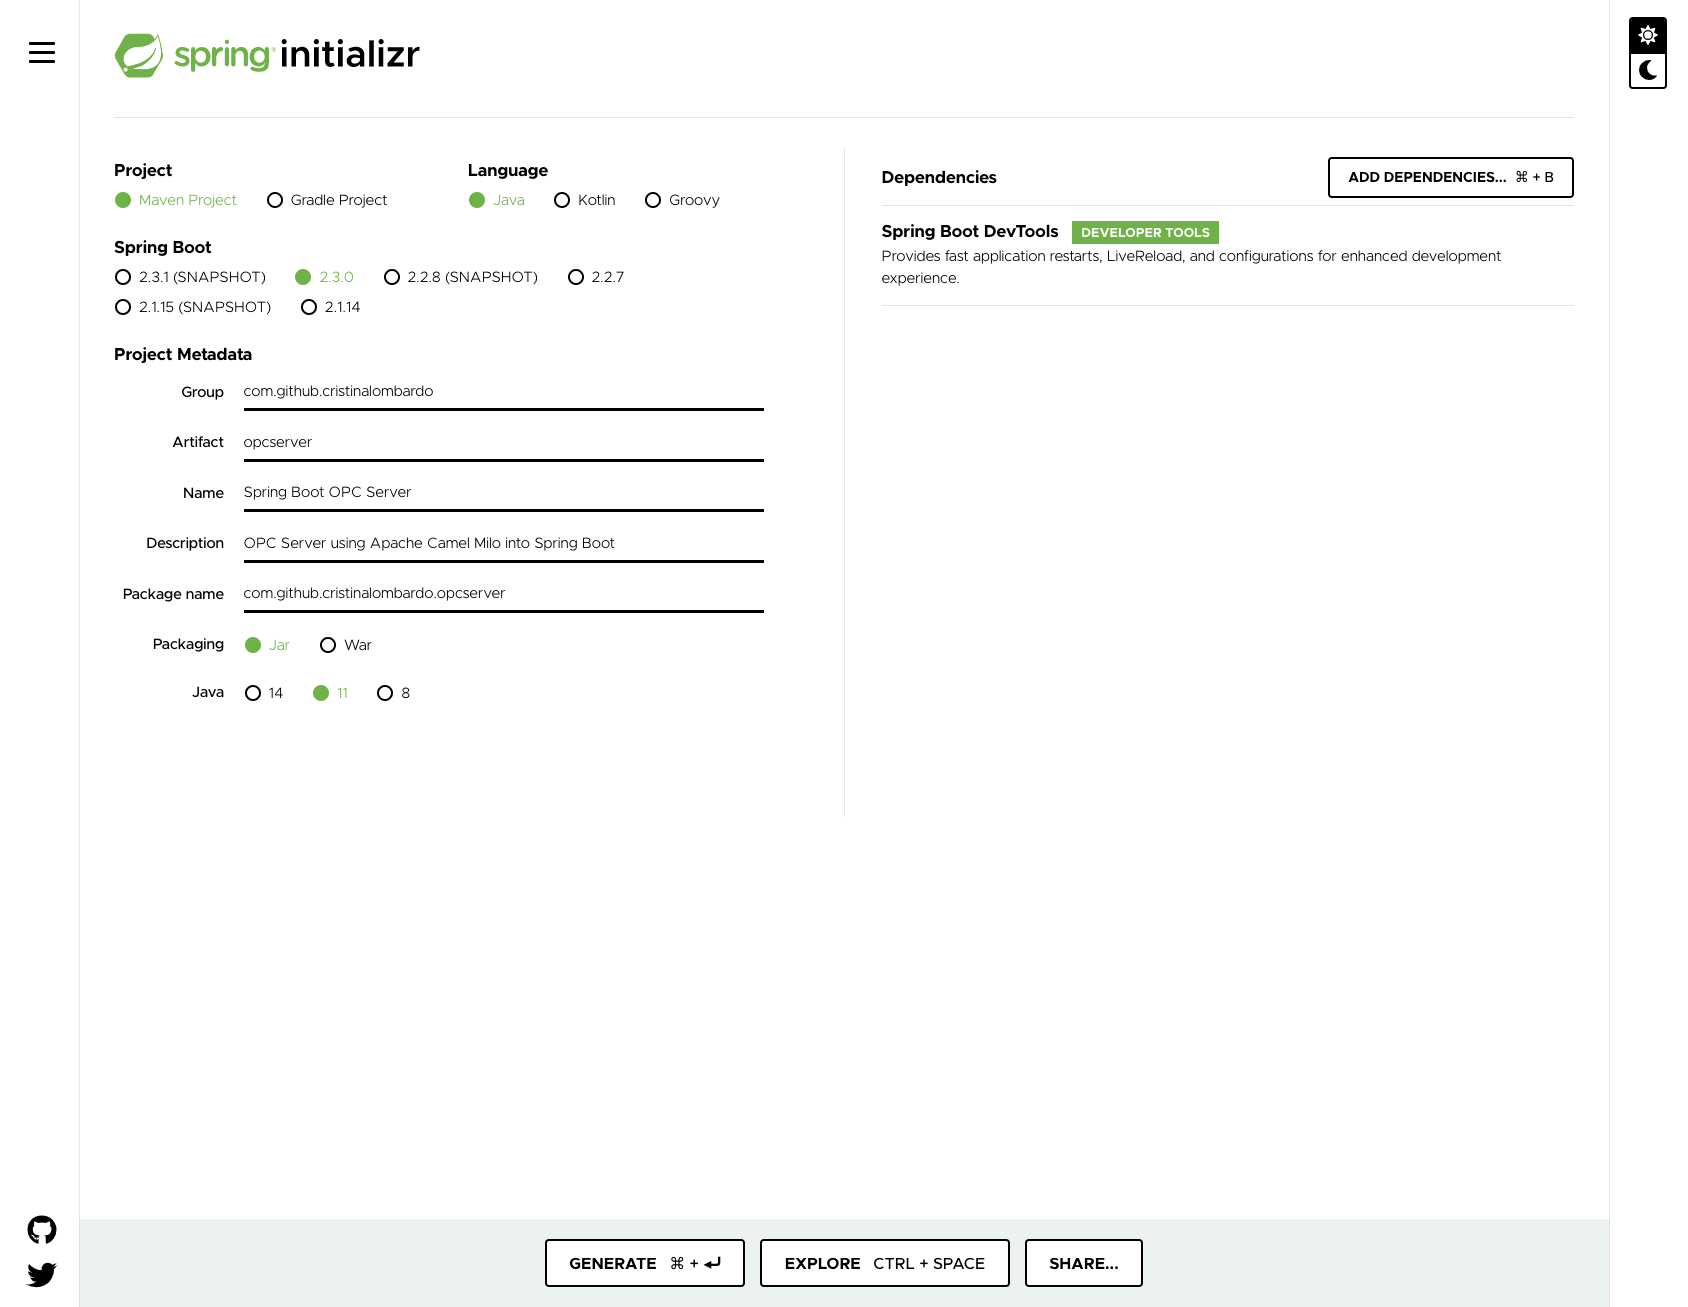 spring initializr
Project
Maven Project Gradle Project
Language
Java Kotlin Groovy
Spring Boot
2.3.1 (SNAPSHOT) 2.3.0 2.2.8 (SNAPSHOT) 2.2.7
2.1.15 (SNAPSHOT) 2.1.14
Project Metadata
Group com.github.cristinalombardo
Artifact opcserver
Name Spring Boot OPC Server
Description OPC Server using Apache Camel Milo into Spring Boot
Package name com.github.cristinalombardo.opcserver
Packaging Jar War
Java 14 11 8
Dependencies ADD DEPENDENCIES... ⌘ + B
Spring Boot DevTools DEVELOPER TOOLS
Provides fast application restarts, LiveReload, and configurations for enhanced development
experience.
GENERATE ⌘ + ⏎ EXPLORE CTRL + SPACE SHARE...